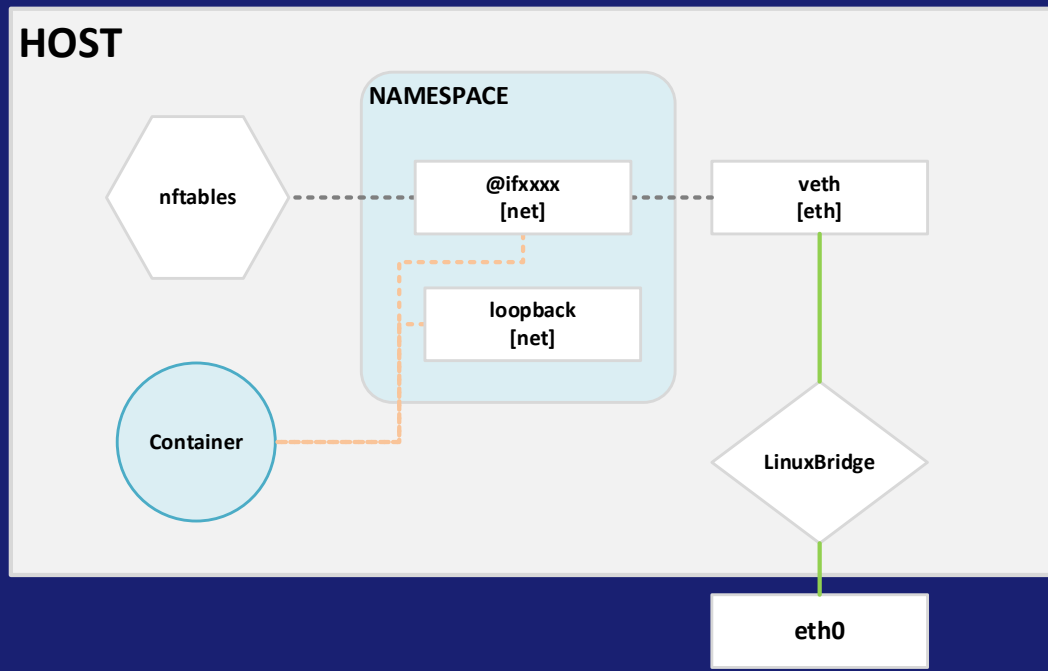 HOST
NAMESPACE
nftables
@ifxxxx
[net]
veth
[eth]
loopback
[net]
Container
LinuxBridge
eth0